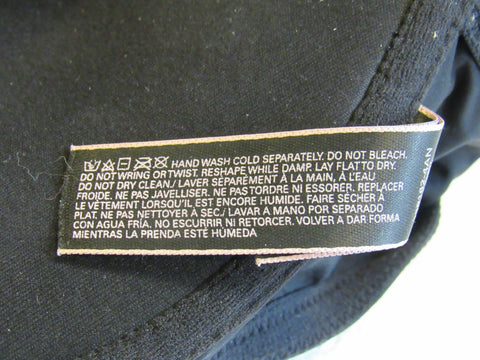 HAND WASH COLD SEPARATELY. DO NOT BLEACH.
DO NOT WRING OR TWIST. RESHAPE WHILE DAMP. LAY FLAT TO DRY.
DO NOT DRY CLEAN./ LAVER SÉPARÉMENT À LA MAIN, À L'EAU
FROIDE. NE PAS JAVELLISER. NE PAS TORDRE NI ESSORER. REPLACER
LE VÊTEMENT LORSQU'IL EST ENCORE HUMIDE. FAIRE SÉCHER À
PLAT. NE PAS NETTOYER À SEC./ LAVAR A MANO POR SEPARADO
CON AGUA FRÍA. NO ESCURRIR NI RETORCER. VOLVER A DAR FORMA
MIENTRAS LA PRENDA ESTÉ HUMEDA